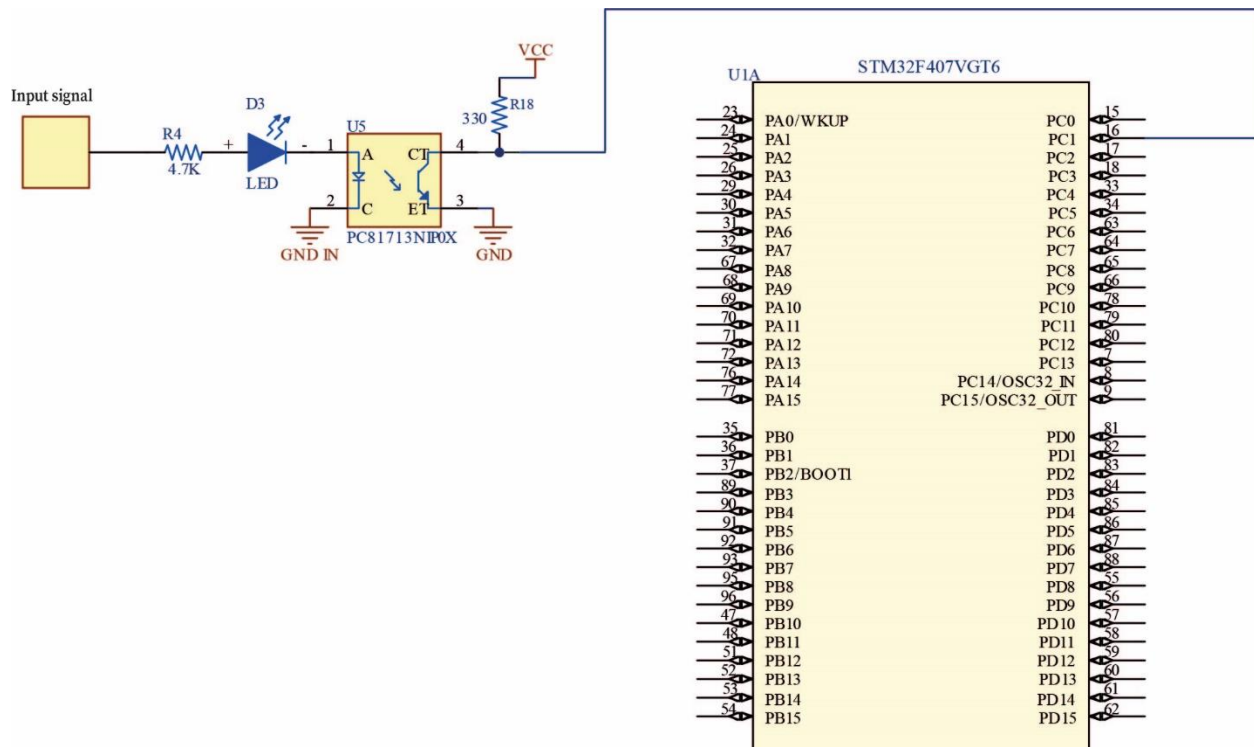 Input signal
R4
4.7K
+
D3
-
LED
1
2
GND IN
U5
A
CT
C
ET
PC81713NIP0X
4
3
GND
VCC
330
R18
U1A
STM32F407VGT6
23 PA0/WKUP PC0 15
24 PA1 PC1 16
25 PA2 PC2 17
26 PA3 PC3 18
29 PA4 PC4 33
30 PA5 PC5 34
31 PA6 PC6 63
32 PA7 PC7 64
67 PA8 PC8 65
68 PA9 PC9 66
69 PA10 PC10 78
70 PA11 PC11 79
71 PA12 PC12 80
72 PA13 PC13 7
76 PA14 PC14/OSC32_IN 8
77 PA15 PC15/OSC32_OUT 9
35 PB0 PD0 81
36 PB1 PD1 82
37 PB2/BOOT1 PD2 83
89 PB3 PD3 84
90 PB4 PD4 85
91 PB5 PD5 86
92 PB6 PD6 87
93 PB7 PD7 88
95 PB8 PD8 55
96 PB9 PD9 56
47 PB10 PD10 57
48 PB11 PD11 58
51 PB12 PD12 59
52 PB13 PD13 60
53 PB14 PD14 61
54 PB15 PD15 62